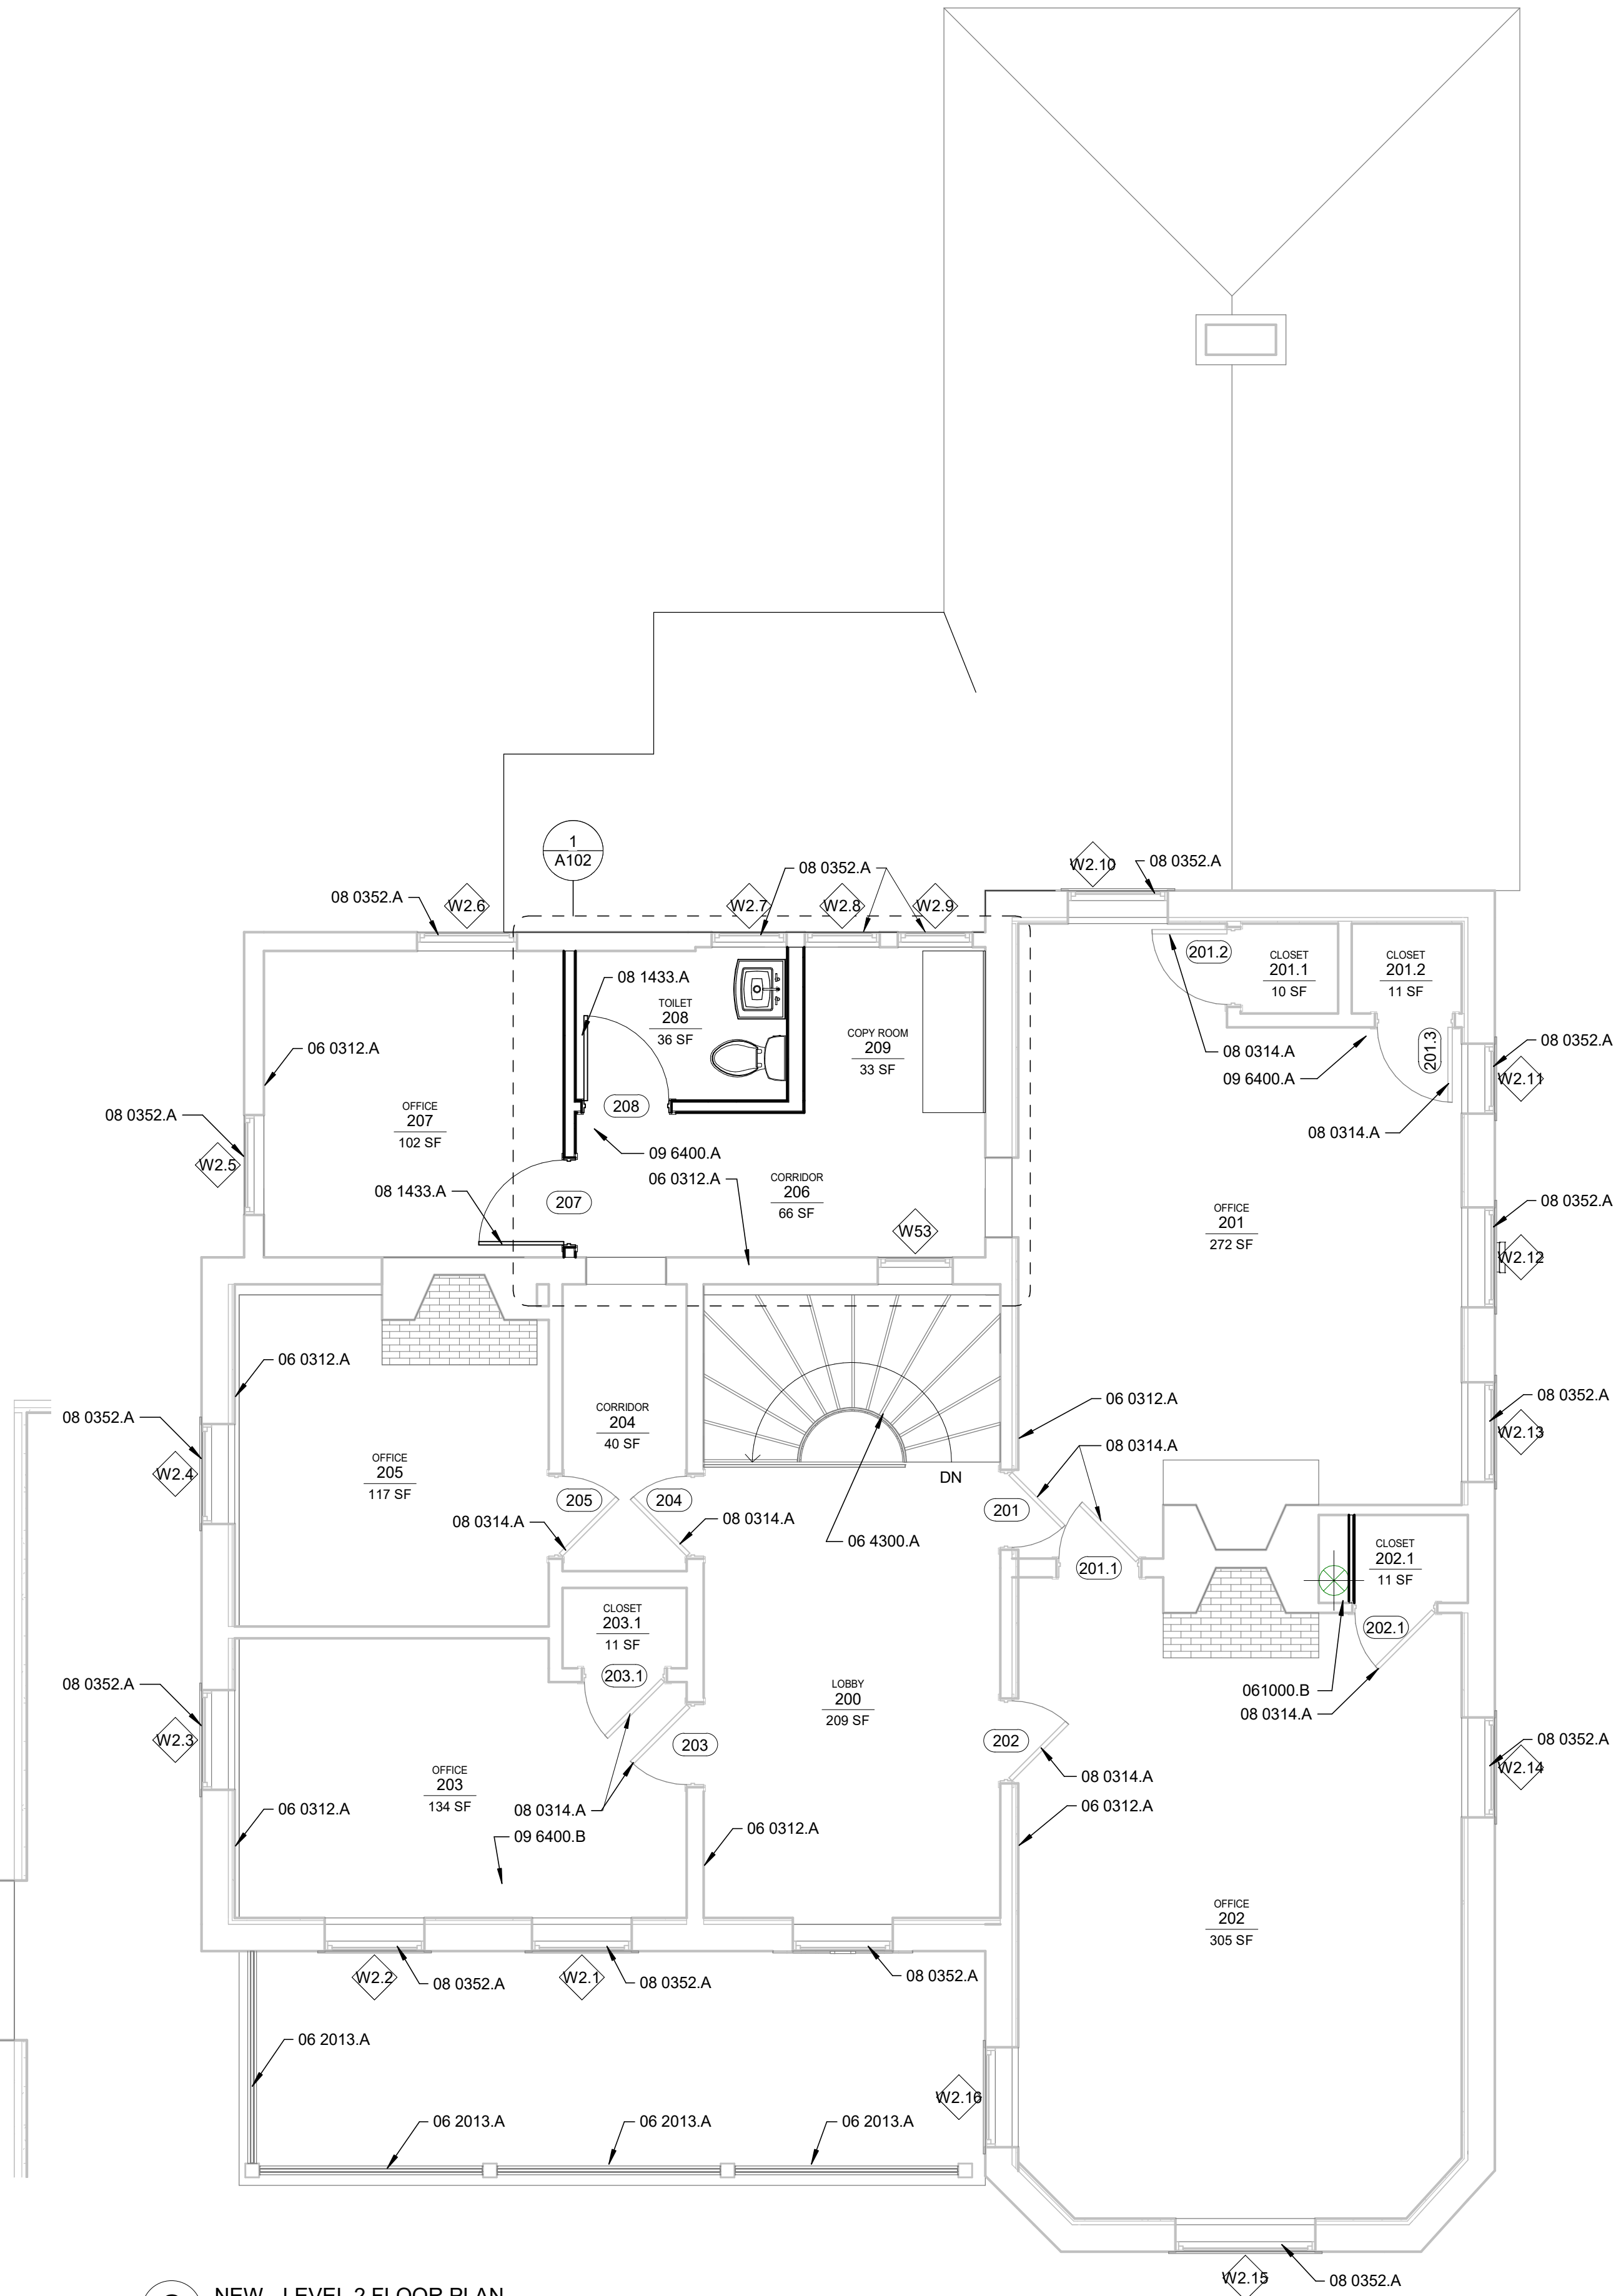 1
A102
W2.10
08 0352.A
08 0352.A
08 0352.A
W2.6
W2.7
W2.8
W2.9
201.2
CLOSET
201.1
10 SF
CLOSET
201.2
11 SF
08 1433.A
TOILET
208
36 SF
COPY ROOM
209
33 SF
06 0312.A
08 0314.A
09 6400.A
201.3
08 0352.A
W2.11
OFFICE
207
102 SF
08 0352.A
208
08 0314.A
W2.5
09 6400.A
06 0312.A
CORRIDOR
206
66 SF
08 1433.A
207
W53
OFFICE
201
272 SF
08 0352.A
W2.12
06 0312.A
08 0352.A
W2.4
CORRIDOR
204
40 SF
06 0312.A
08 0314.A
08 0352.A
W2.13
OFFICE
205
117 SF
DN
205
204
201
08 0314.A
08 0314.A
06 4300.A
201.1
CLOSET
202.1
11 SF
CLOSET
203.1
11 SF
202.1
203.1
08 0352.A
W2.3
LOBBY
200
209 SF
061000.B
08 0314.A
203
202
08 0352.A
W2.14
OFFICE
203
134 SF
08 0314.A
06 0312.A
08 0314.A
06 0312.A
06 0312.A
09 6400.B
OFFICE
202
305 SF
W2.2
08 0352.A
W2.1
08 0352.A
08 0352.A
06 2013.A
W2.16
06 2013.A
06 2013.A
06 2013.A
W2.15
08 0352.A
NEW - LEVEL 2 FLOOR PLAN